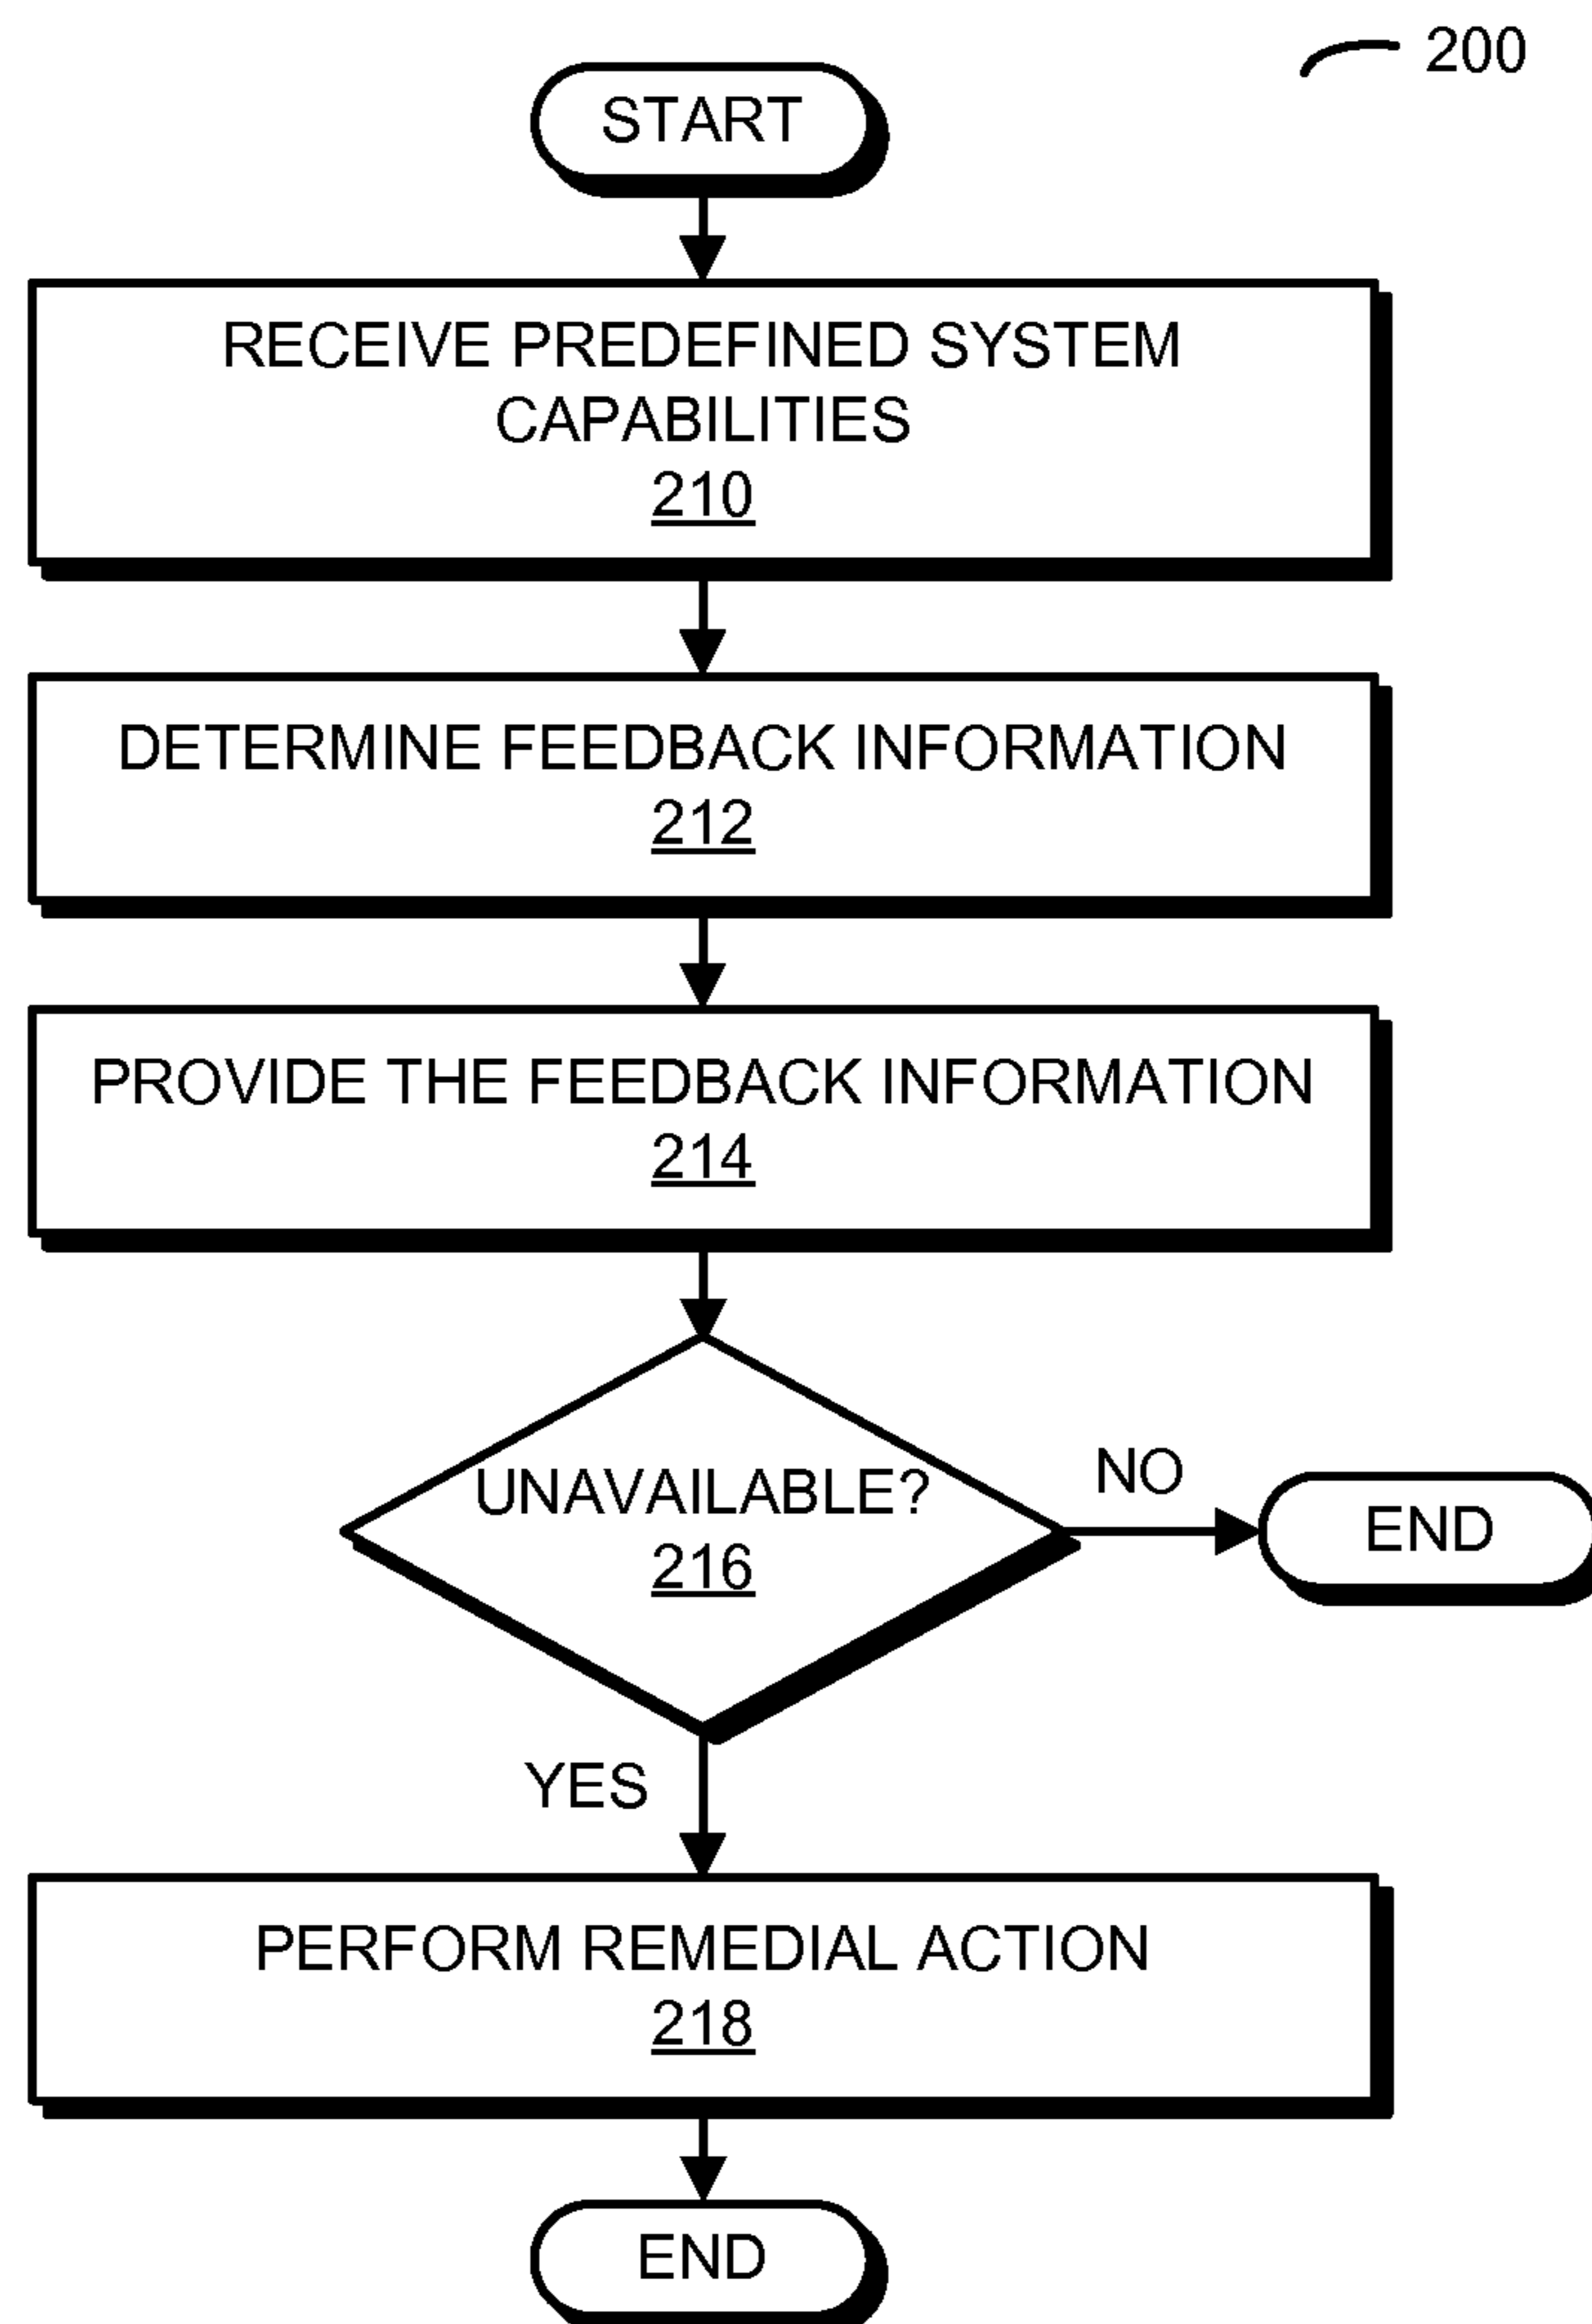 200
START
RECEIVE PREDEFINED SYSTEM
CAPABILITIES
210
DETERMINE FEEDBACK INFORMATION
212
PROVIDE THE FEEDBACK INFORMATION
214
UNAVAILABLE?
216
NO
END
YES
PERFORM REMEDIAL ACTION
218
END